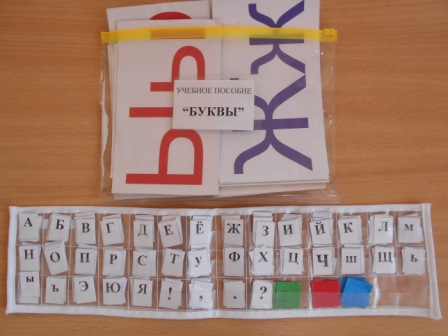 Ы Ж
УЧЕБНОЕ ПОСОБИЕ
“БУКВЫ”
А Б В Г Д Е Ё Ж З И Й К Л М
Н О П Р С Т У Ф Х Ц Ч Ш Щ Ь
Ы Ъ Э Ю Я ! , . ?